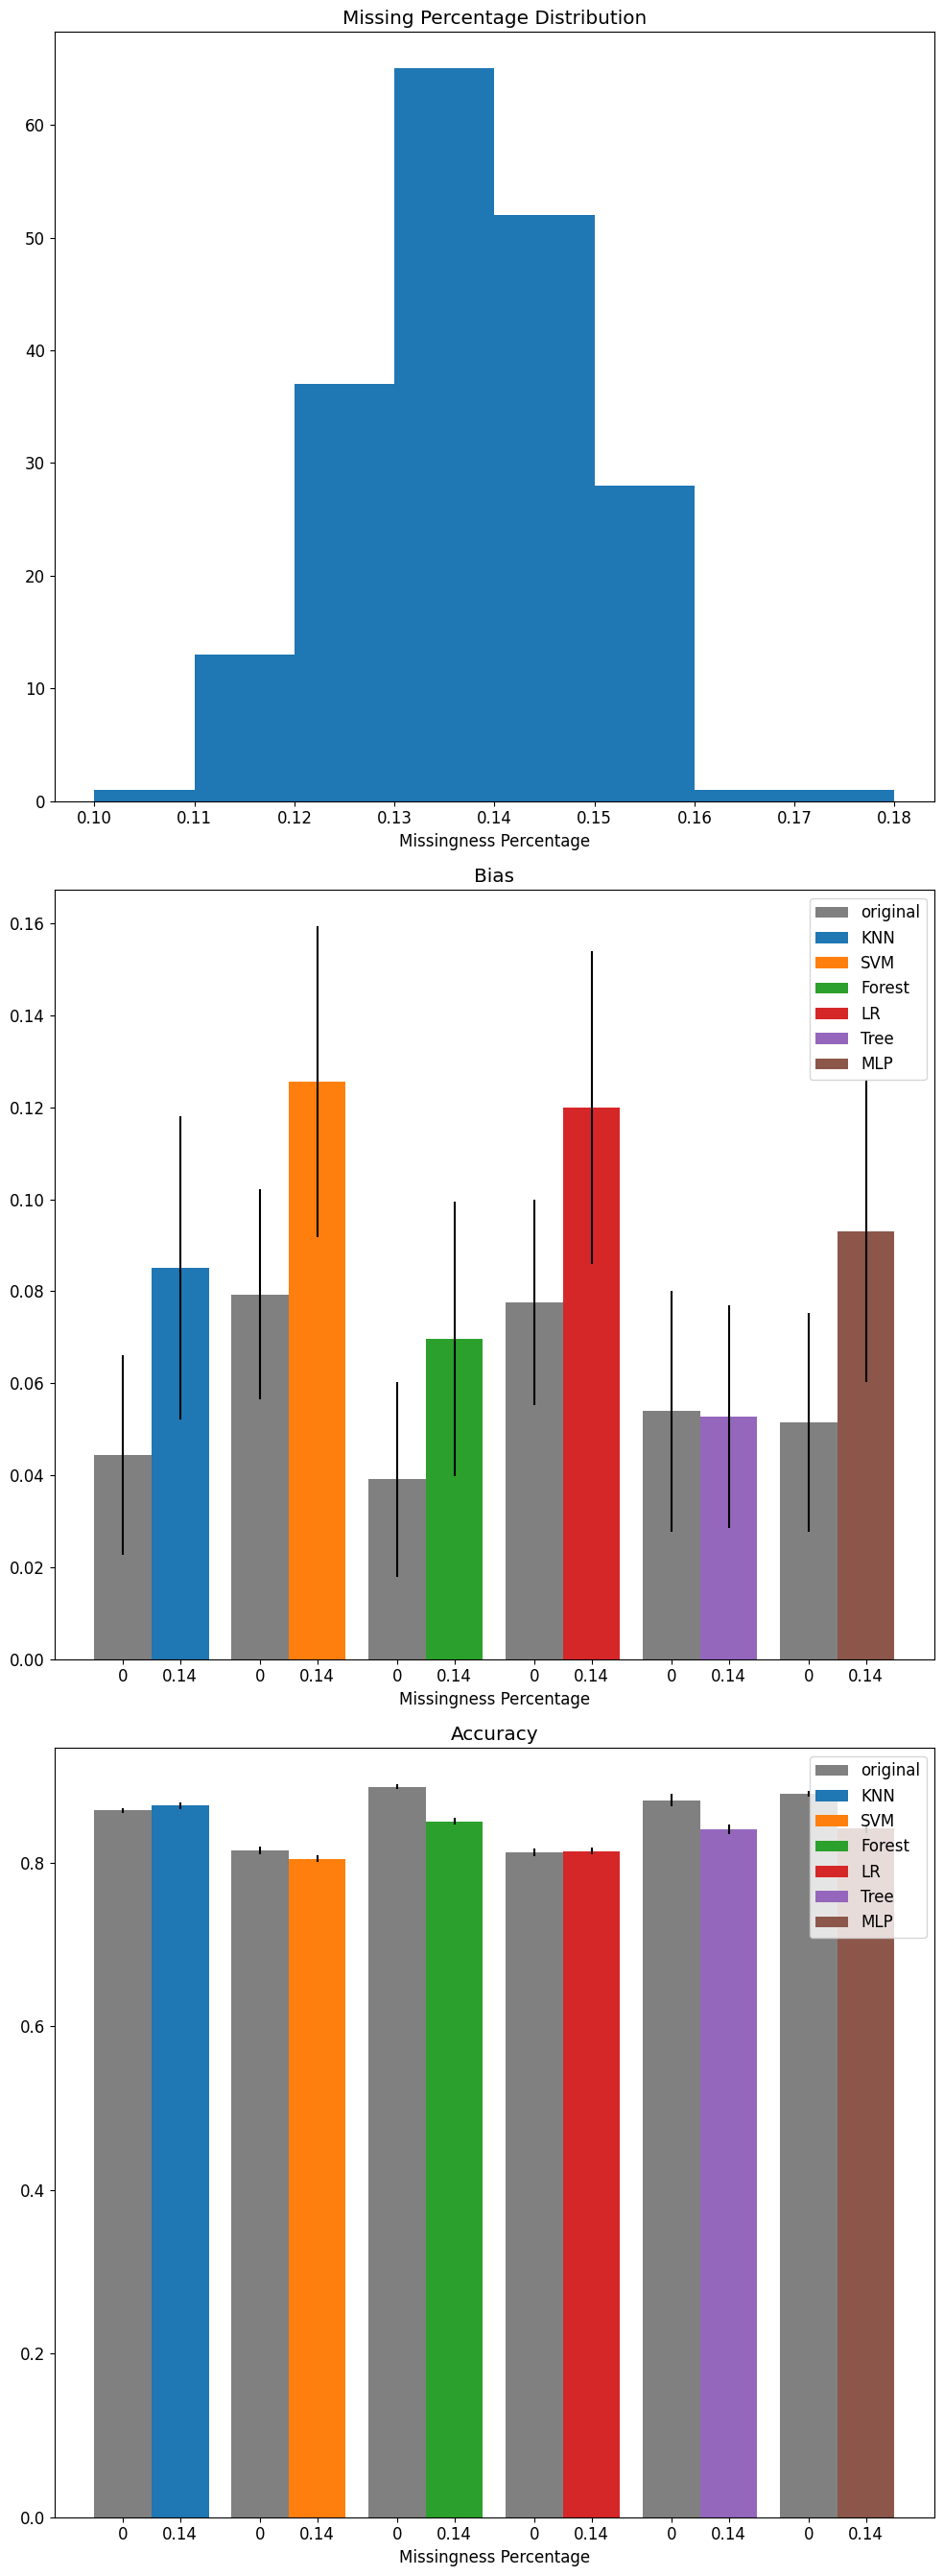 Missing Percentage Distribution
60
50
40
30
20
10
0
0.10 0.11 0.12 0.13 0.14 0.15 0.16 0.17 0.18
Missingness Percentage
Bias
0.16
0.14
0.12
0.10
0.08
0.06
0.04
0.02
0.00
original
KNN
SVM
Forest
LR
Tree
MLP
0 0.14 0 0.14 0 0.14 0 0.14 0 0.14 0 0.14
Missingness Percentage
Accuracy
0.8
0.6
0.4
0.2
0.0
original
KNN
SVM
Forest
LR
Tree
MLP
0 0.14 0 0.14 0 0.14 0 0.14 0 0.14 0 0.14
Missingness Percentage